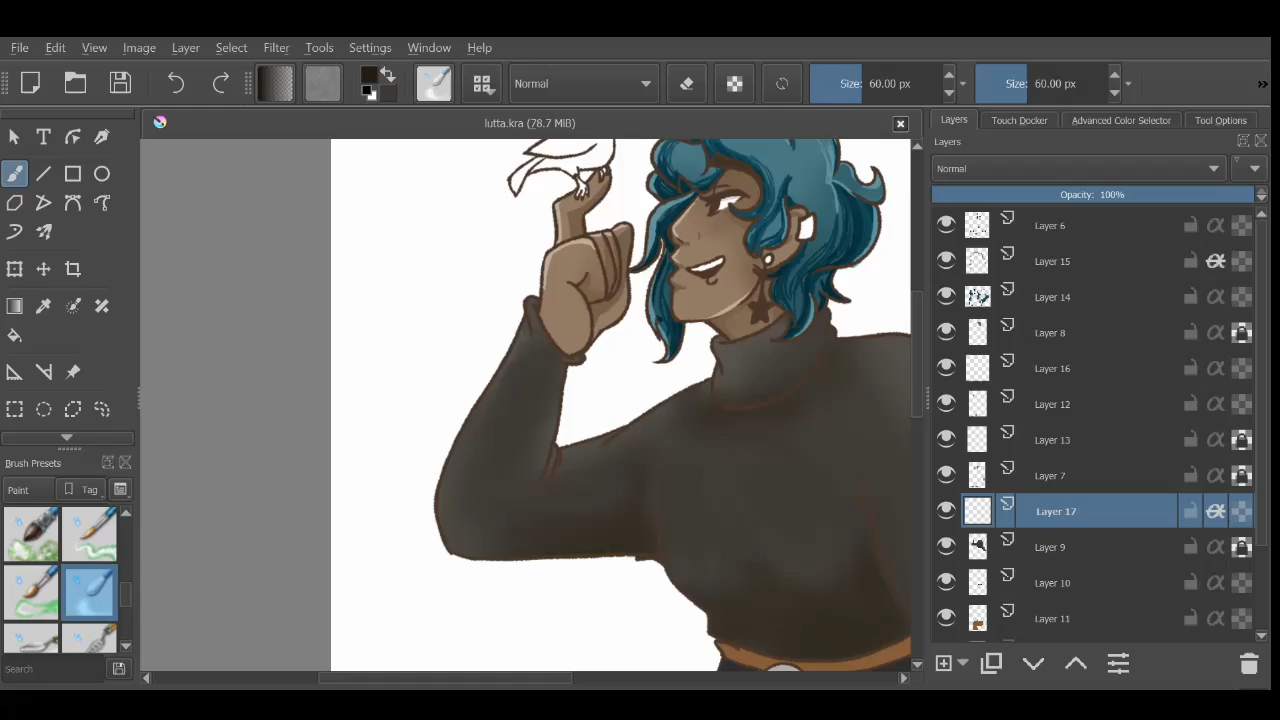 File Edit View Image Layer Select Filter Tools Settings Window Help
Normal Size: 60.00 px Size: 60.00 px »
lutta.kra (78.7 MiB)
Layers Touch Docker Advanced Color Selector Tool Options
Layers
Normal
Opacity: 100%
Layer 6
Layer 15
Layer 14
Layer 8
Layer 16
Layer 12
Layer 13
Layer 7
Layer 17
Layer 9
Layer 10
Layer 11
Brush Presets
Paint Tag
Search